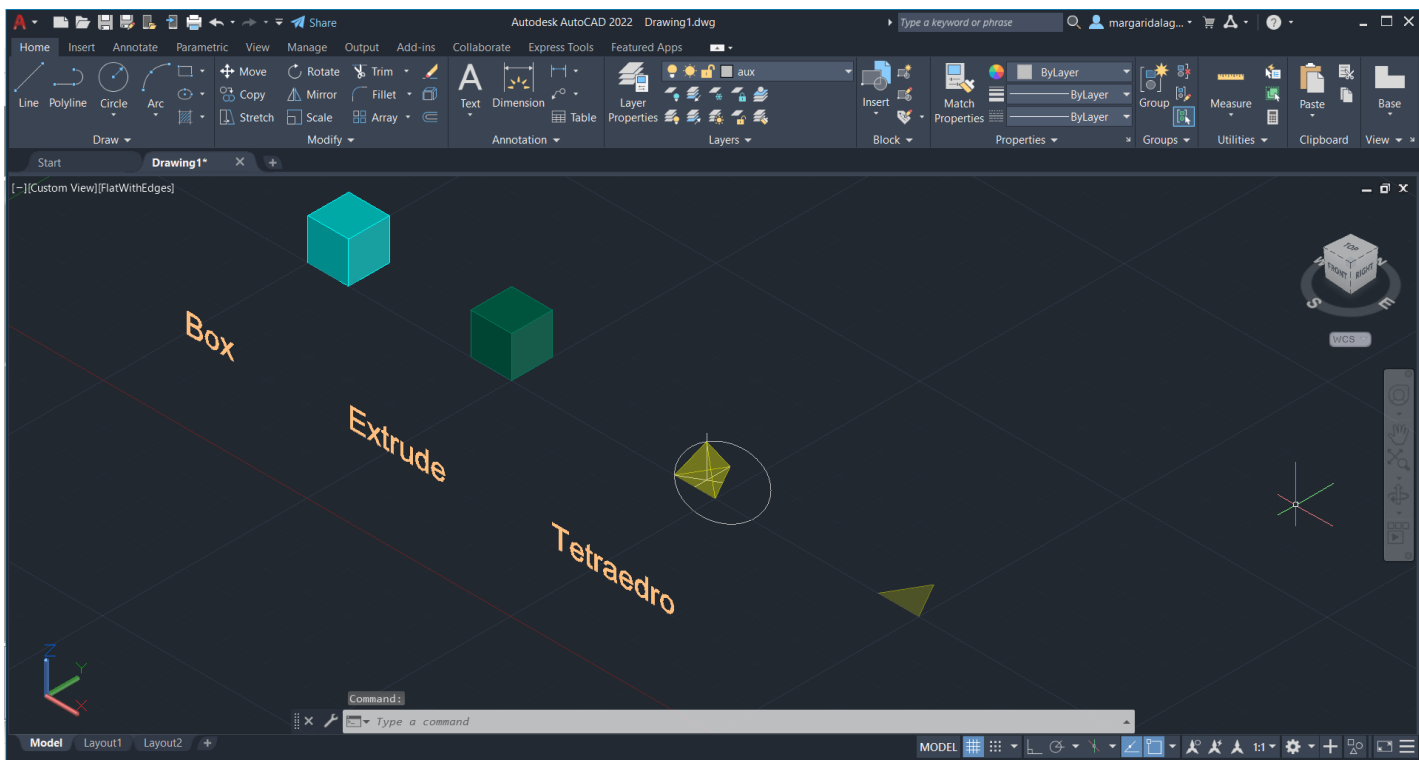 Share
Autodesk AutoCAD 2022 Drawing1.dwg
Type a keyword or phrase
margaridalag...
Home Insert Annotate Parametric View Manage Output Add-ins Collaborate Express Tools Featured Apps
Move Rotate Trim aux ByLayer
Line Polyline Circle Arc Copy Mirror Fillet Text Dimension Layer Properties Insert Match Properties ByLayer Group Measure Paste Base
Stretch Scale Array Table ByLayer
Draw Modify Annotation Layers Block Properties Groups Utilities Clipboard View
Start Drawing1* +
[−][Custom View][FlatWithEdges]
TOP
FRONT RIGHT
W N
S E
WCS
Box
Extrude
Tetraedro
Z
Y
X
Command:
Type a command
Model Layout1 Layout2 +
MODEL 1:1